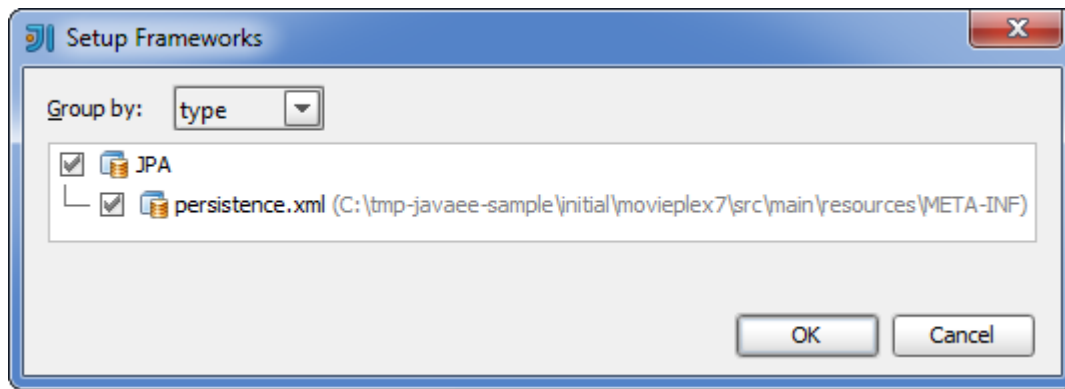 Setup Frameworks
Group by: type
JPA
persistence.xml (C:\tmp-javaee-sample\initial\movieplex7\src\main\resources\META-INF)
OK Cancel